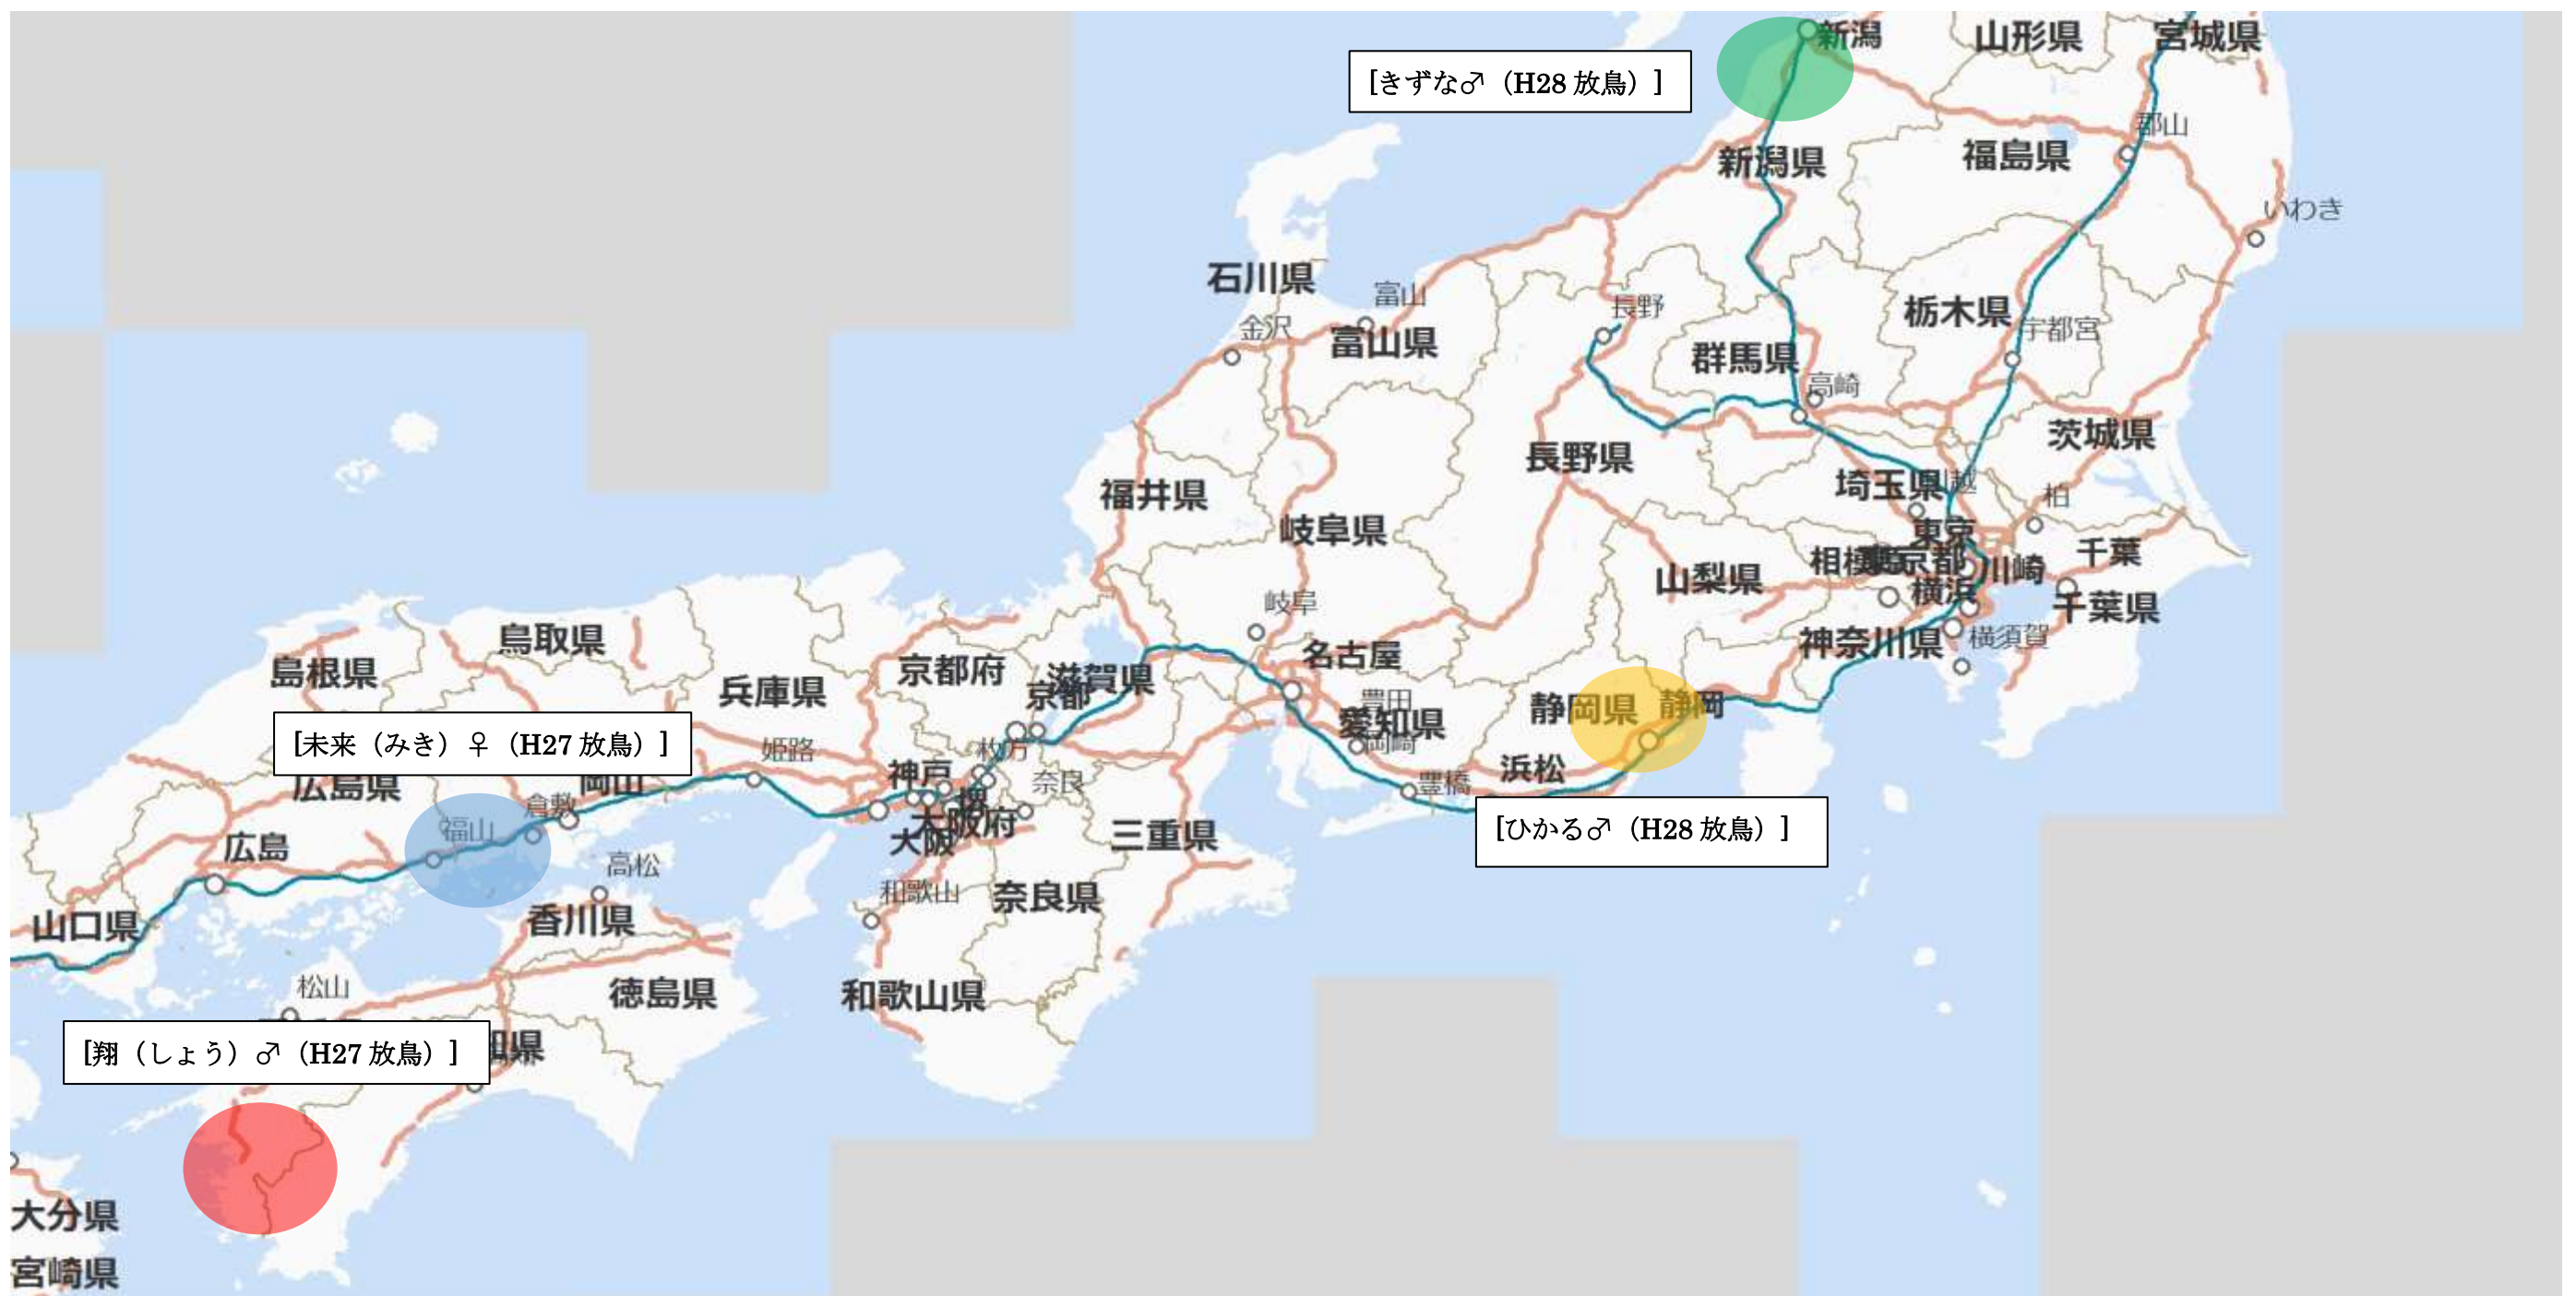 新潟
山形県
宮城県
[きずな♂（H28 放鳥）]
郡山
新潟県
福島県
いわき
石川県
富山
長野
金沢
富山県
栃木県
宇都宮
群馬県
高崎
茨城県
長野県
福井県
埼玉県
川越
柏
岐阜県
東京
千葉
山梨県
東京都
川崎
横浜
千葉県
岐阜
鳥取県
神奈川県
横須賀
名古屋
島根県
京都府
滋賀県
兵庫県
京都
豊田
静岡県
静岡
愛知県
岡崎
[未来（みき）♀（H27 放鳥）]
姫路
枚方
浜松
神戸
奈良
豊橋
広島県
岡山
倉敷
堺
大阪府
[ひかる♂（H28 放鳥）]
福山
大阪
三重県
広島
高松
和歌山
奈良県
香川県
山口県
松山
徳島県
和歌山県
[翔（しょう）♂（H27 放鳥）]
県
大分県
宮崎県